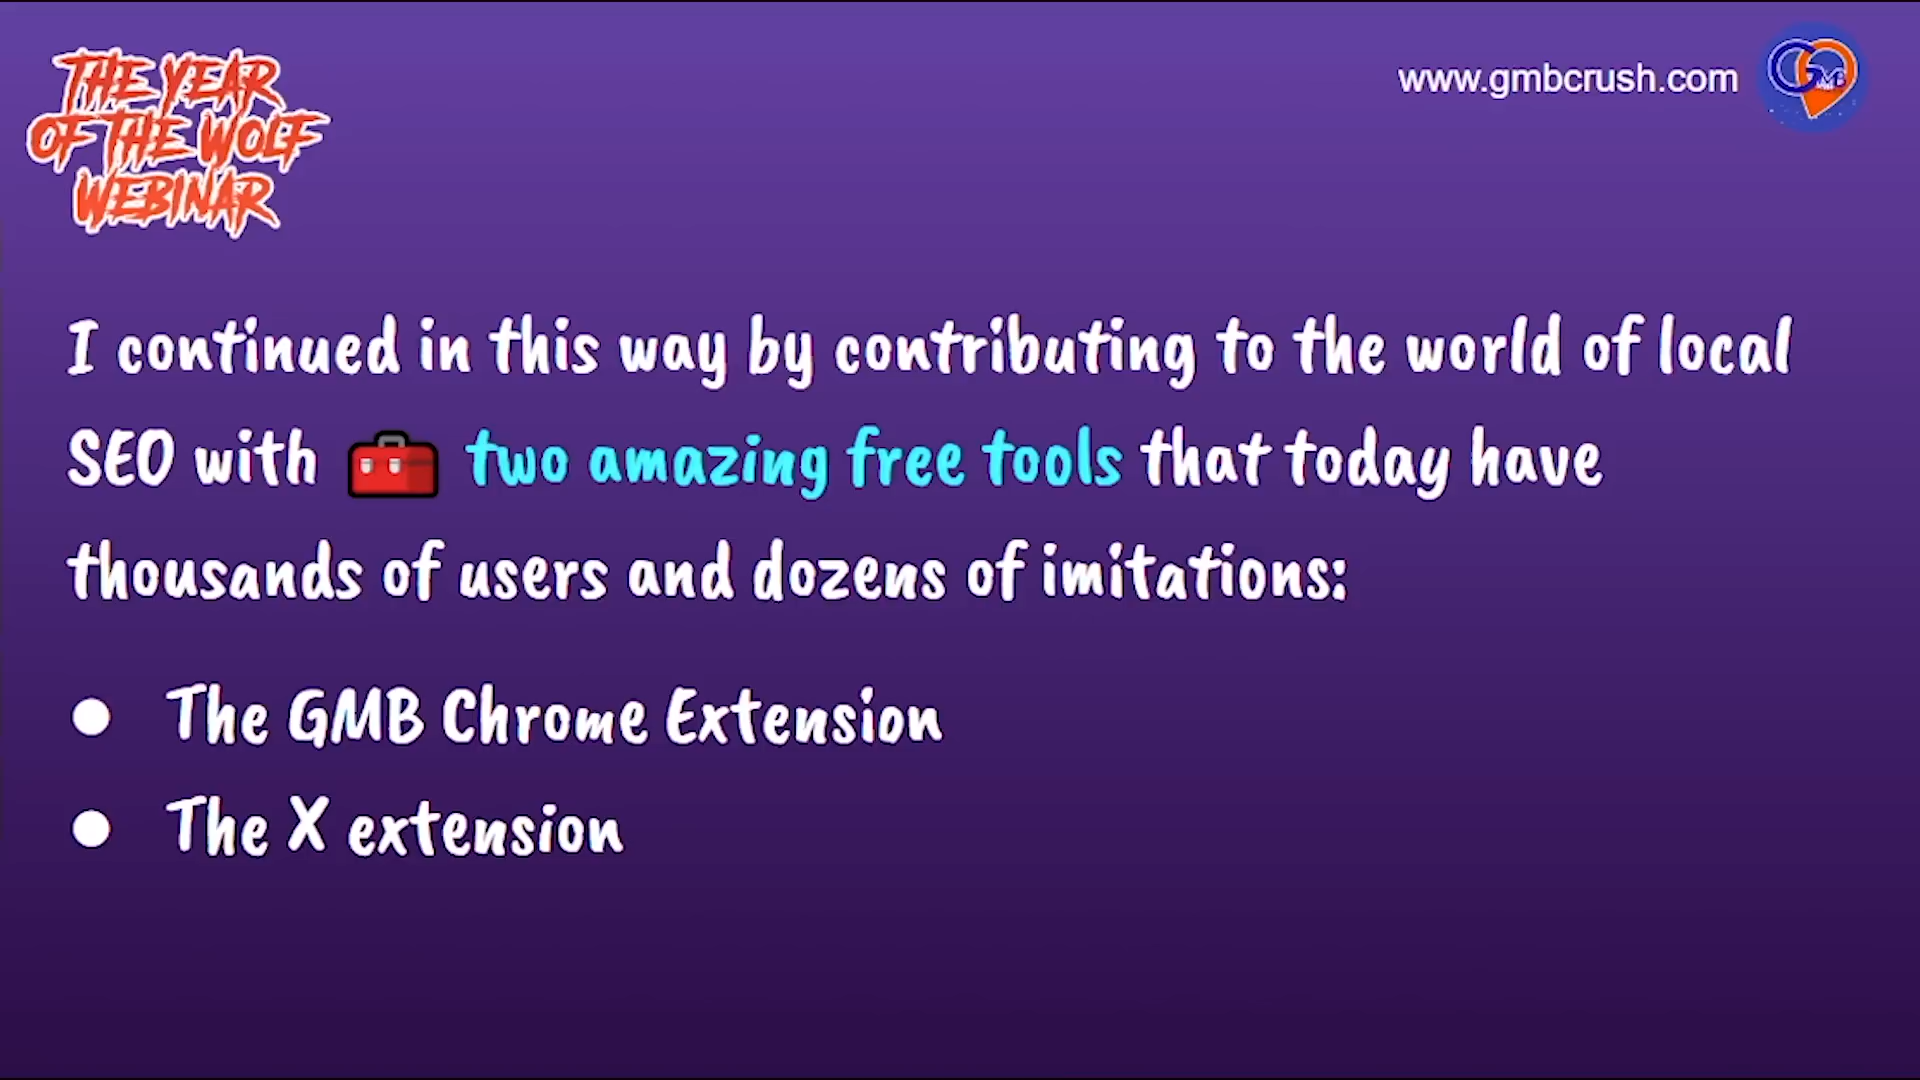 THE YEAR
OF THE WOLF
WEBINAR
www.gmbcrush.com
GMB
I continued in this way by contributing to the world of local
SEO with 🧰 two amazing free tools that today have
thousands of users and dozens of imitations:
● The GMB Chrome Extension
● The X extension